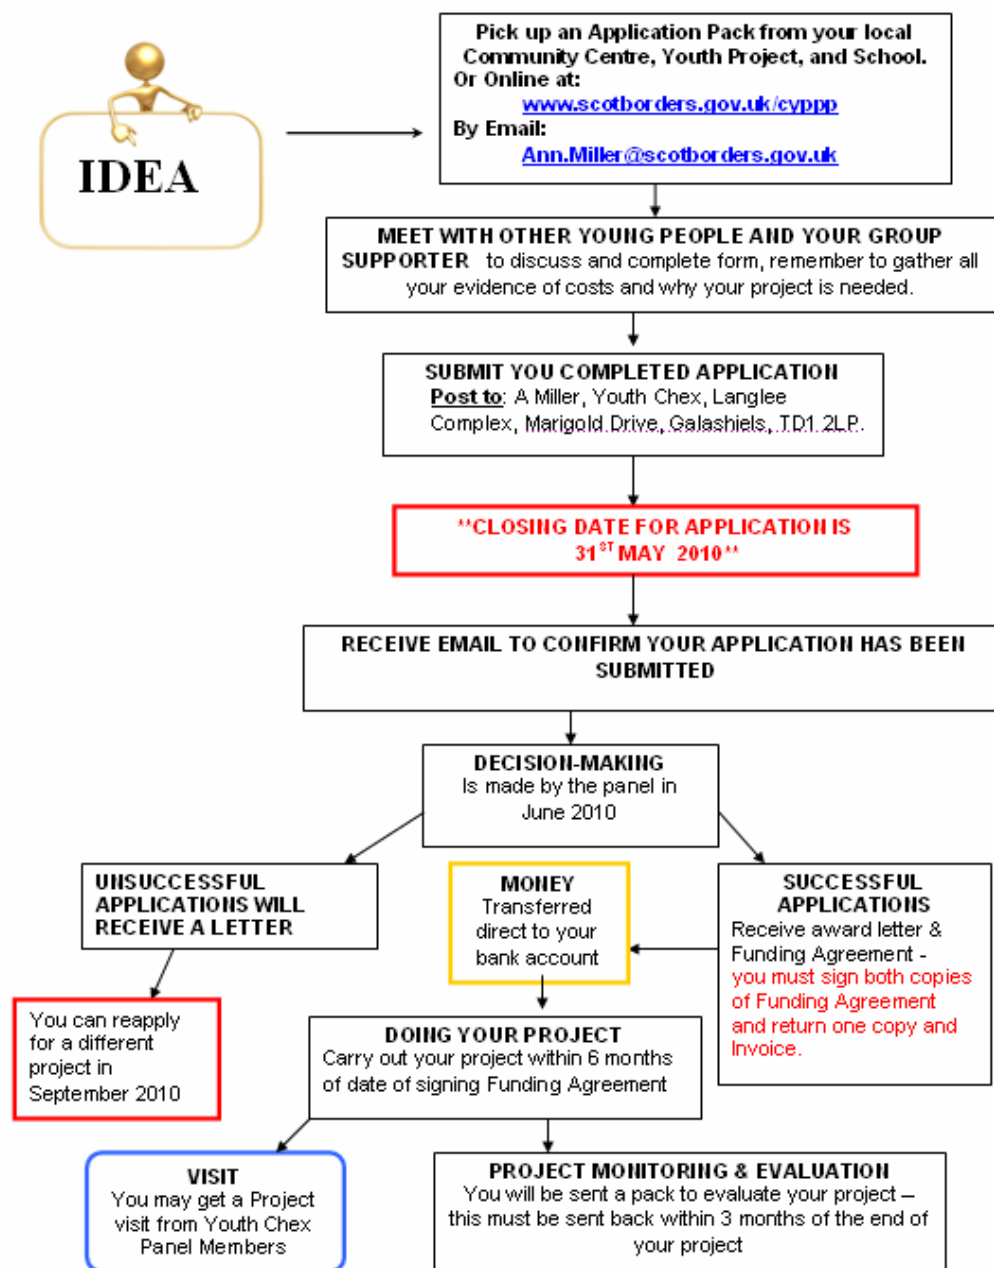 IDEA
Pick up an Application Pack from your local
Community Centre, Youth Project, and School.
Or Online at:
www.scotborders.gov.uk/cyppp
By Email:
Ann.Miller@scotborders.gov.uk
MEET WITH OTHER YOUNG PEOPLE AND YOUR GROUP
SUPPORTER to discuss and complete form, remember to gather all
your evidence of costs and why your project is needed.
SUBMIT YOU COMPLETED APPLICATION
Post to: A Miller, Youth Chex, Langlee
Complex, Marigold Drive, Galashiels, TD1 2LP.
**CLOSING DATE FOR APPLICATION IS
31ST MAY 2010**
RECEIVE EMAIL TO CONFIRM YOUR APPLICATION HAS BEEN
SUBMITTED
DECISION-MAKING
Is made by the panel in
June 2010
UNSUCCESSFUL
APPLICATIONS WILL
RECEIVE A LETTER
You can reapply
for a different
project in
September 2010
SUCCESSFUL
APPLICATIONS
Receive award letter &
Funding Agreement -
you must sign both copies
of Funding Agreement
and return one copy and
Invoice.
MONEY
Transferred
direct to your
bank account
DOING YOUR PROJECT
Carry out your project within 6 months
of date of signing Funding Agreement
VISIT
You may get a Project
visit from Youth Chex
Panel Members
PROJECT MONITORING & EVALUATION
You will be sent a pack to evaluate your project –
this must be sent back within 3 months of the end of
your project